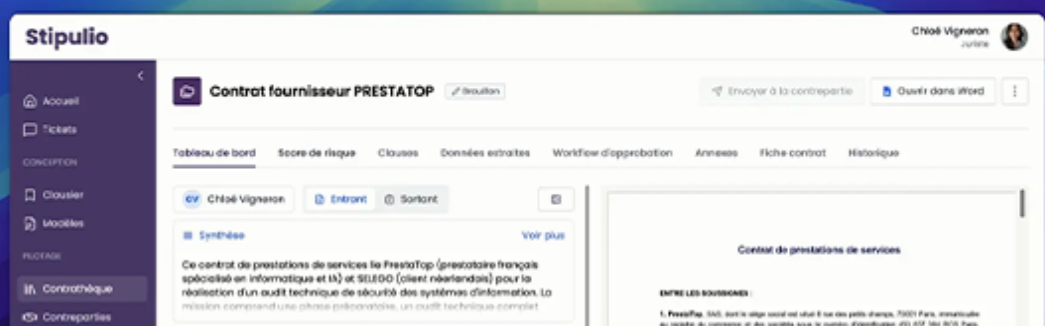 Stipulio
Chloé Vigneron
Juriste
Contrat fournisseur PRESTATOP
Brouillon
Envoyer à la contrepartie
Ouvrir dans Word
Accueil
Tickets
CONCEPTION
Clausier
Modèles
PILOTAGE
Contrathèque
Contreparties
Tableau de bord
Score de risque
Clauses
Données extraites
Workflow d'approbation
Annexes
Fiche contrat
Historique
CV Chloé Vigneron
Entrant
Sortant
Synthèse
Voir plus
Ce contrat de prestations de services lie PrestaTop (prestataire français
spécialisé en informatique et IA) et SELEGO (client néerlandais) pour la
réalisation d'un audit technique de sécurité des systèmes d'information. La
mission comprend une phase préparatoire, un audit technique complet
Contrat de prestations de services
ENTRE LES SOUSSIGNES :
1. PrestaTop, SAS, dont le siège social est situé 6 rue des petits champs, 75001 Paris, immatriculée